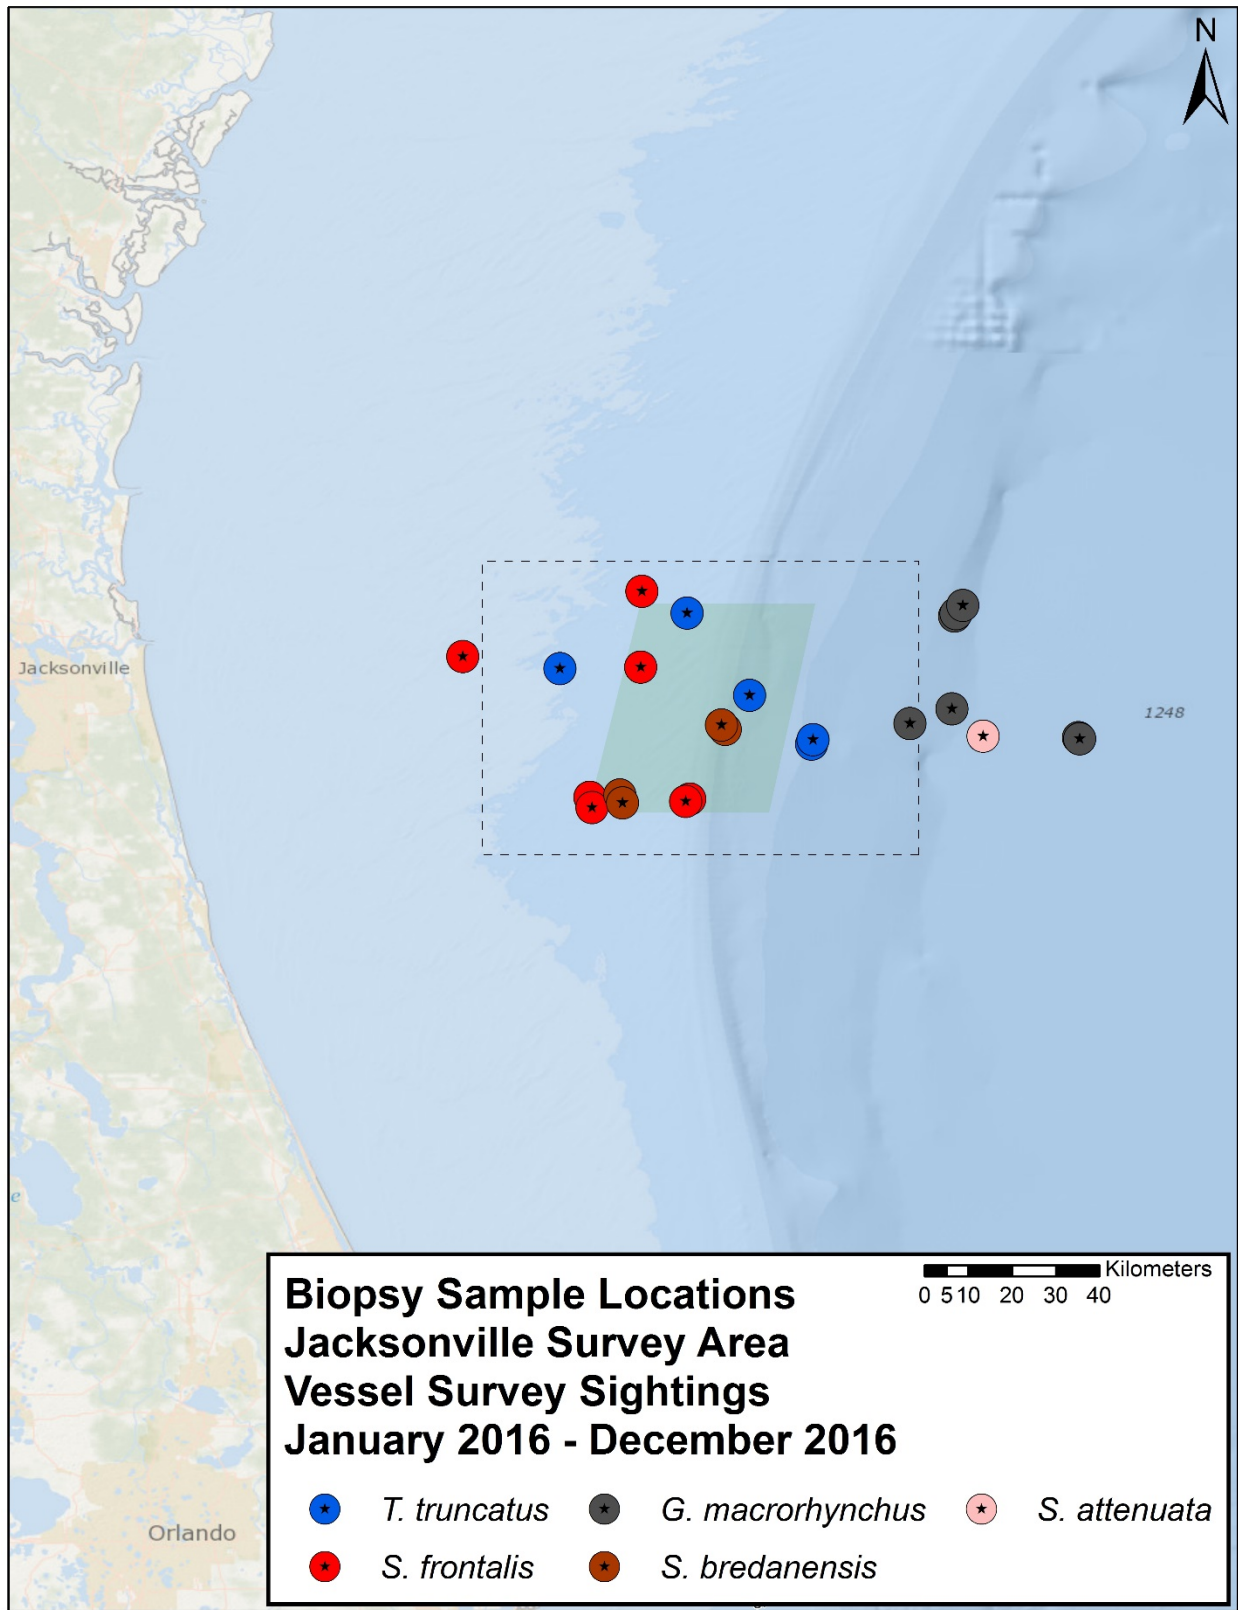 N
Jacksonville
1248
e
Biopsy Sample Locations
Jacksonville Survey Area
Vessel Survey Sightings
January 2016 - December 2016
Kilometers
0 5 10 20 30 40
T. truncatus
G. macrorhynchus
S. attenuata
S. frontalis
S. bredanensis
Orlando